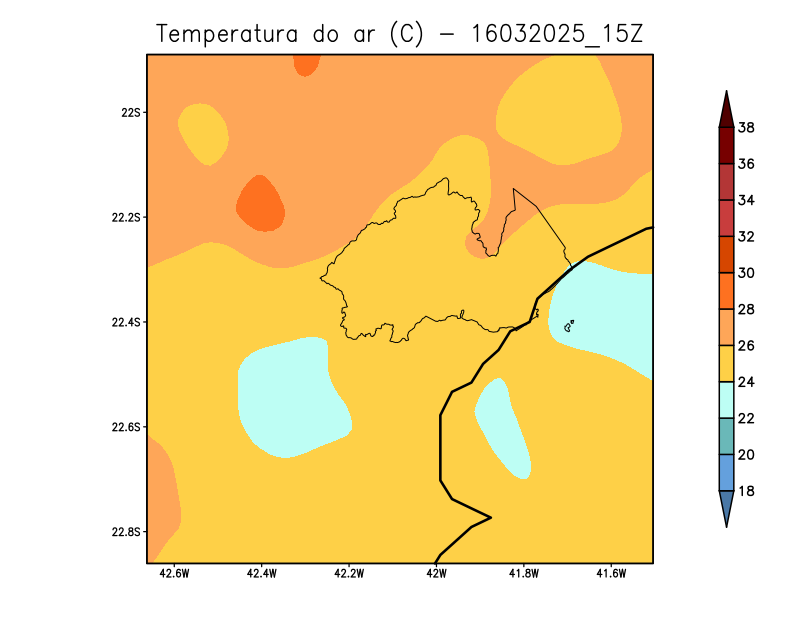 Temperatura do ar (C) - 16032025_15Z
22S
22.2S
22.4S
22.6S
22.8S
42.6W
42.4W
42.2W
42W
41.8W
41.6W
38
36
34
32
30
28
26
24
22
20
18